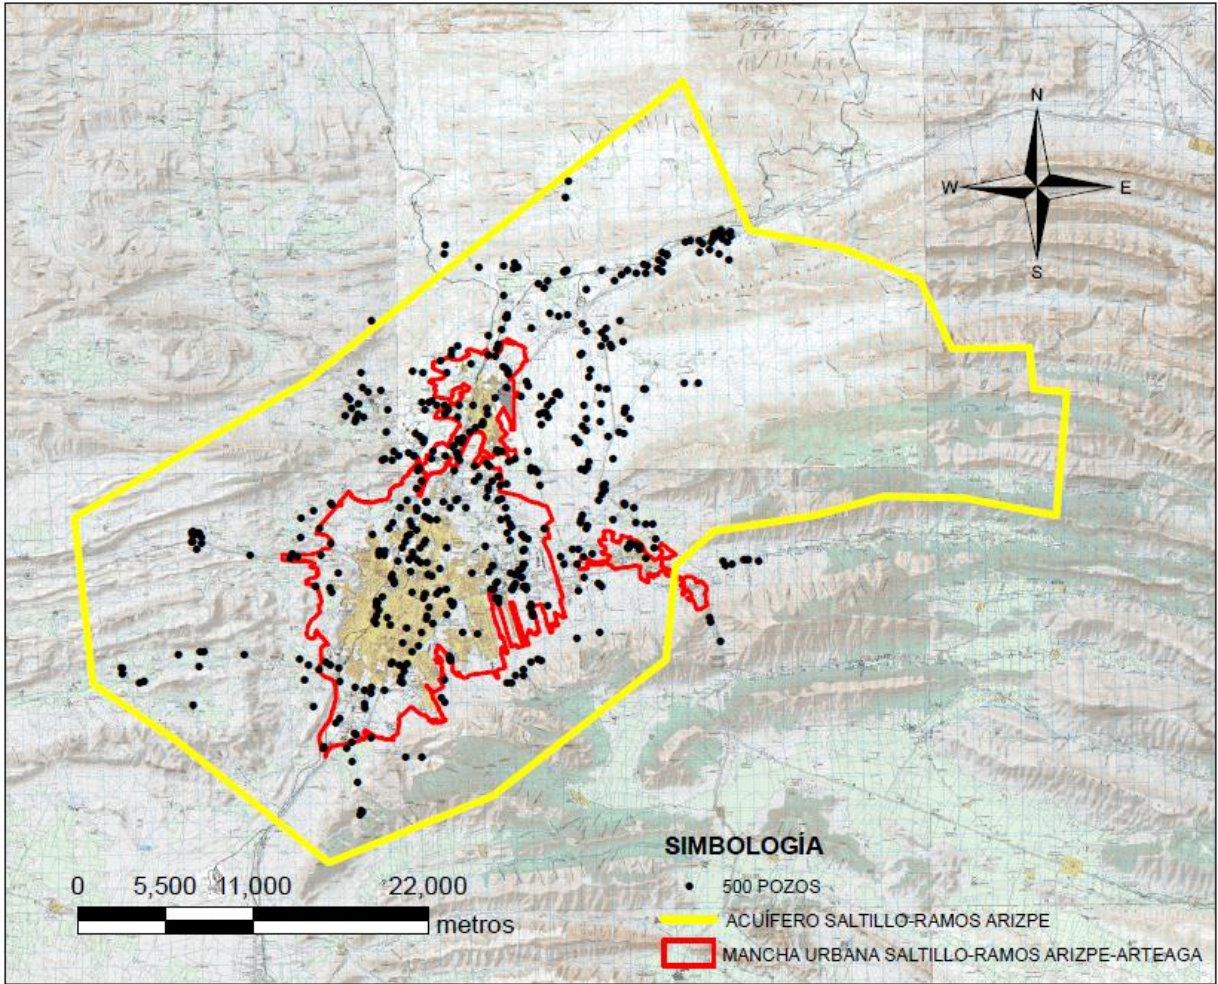 N
W E
S
SIMBOLOGÍA
500 POZOS
ACUÍFERO SALTILLO-RAMOS ARIZPE
MANCHA URBANA SALTILLO-RAMOS ARIZPE-ARTEAGA
0 5,500 11,000 22,000
metros